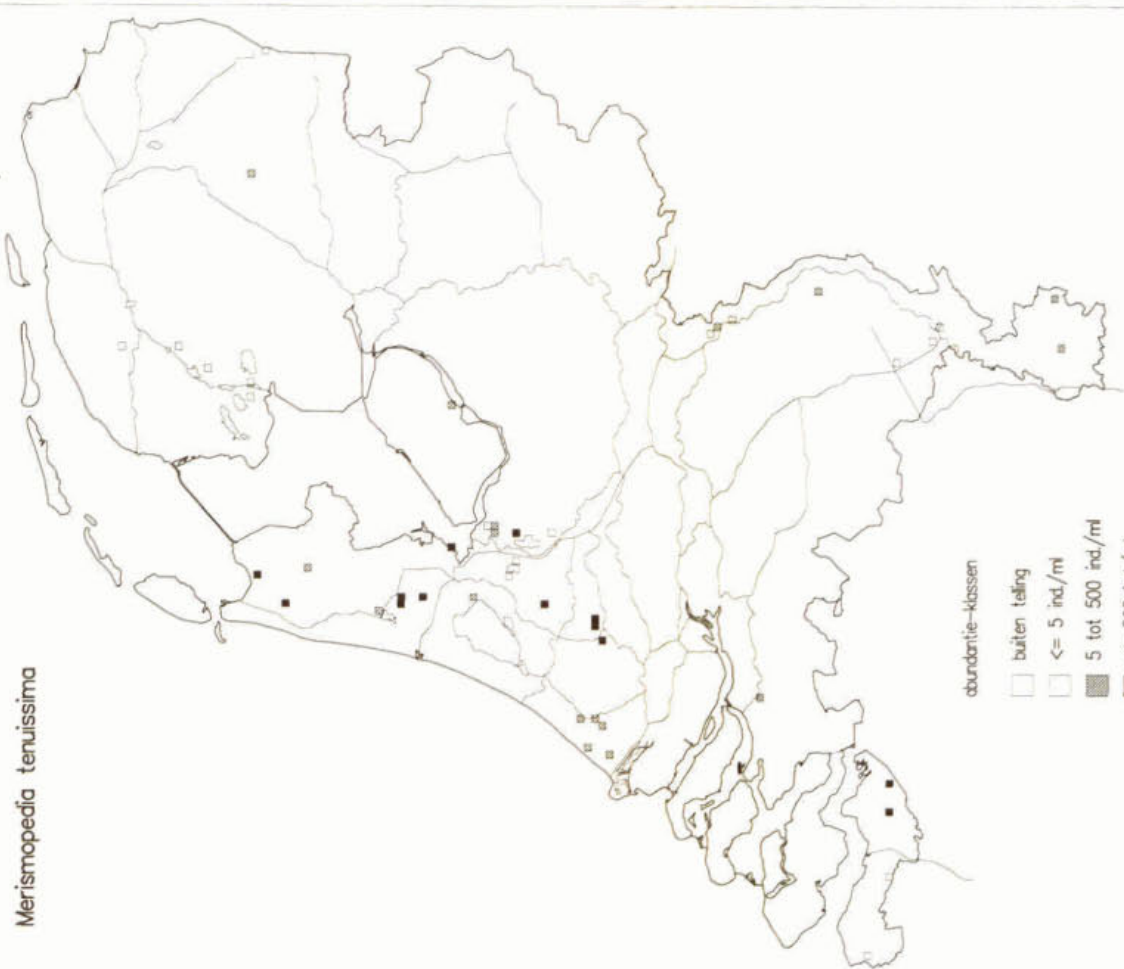 Merismopedia tenuissima
abundantie-klassen
buiten telling
<= 5 ind./ml
5 tot 500 ind/ml